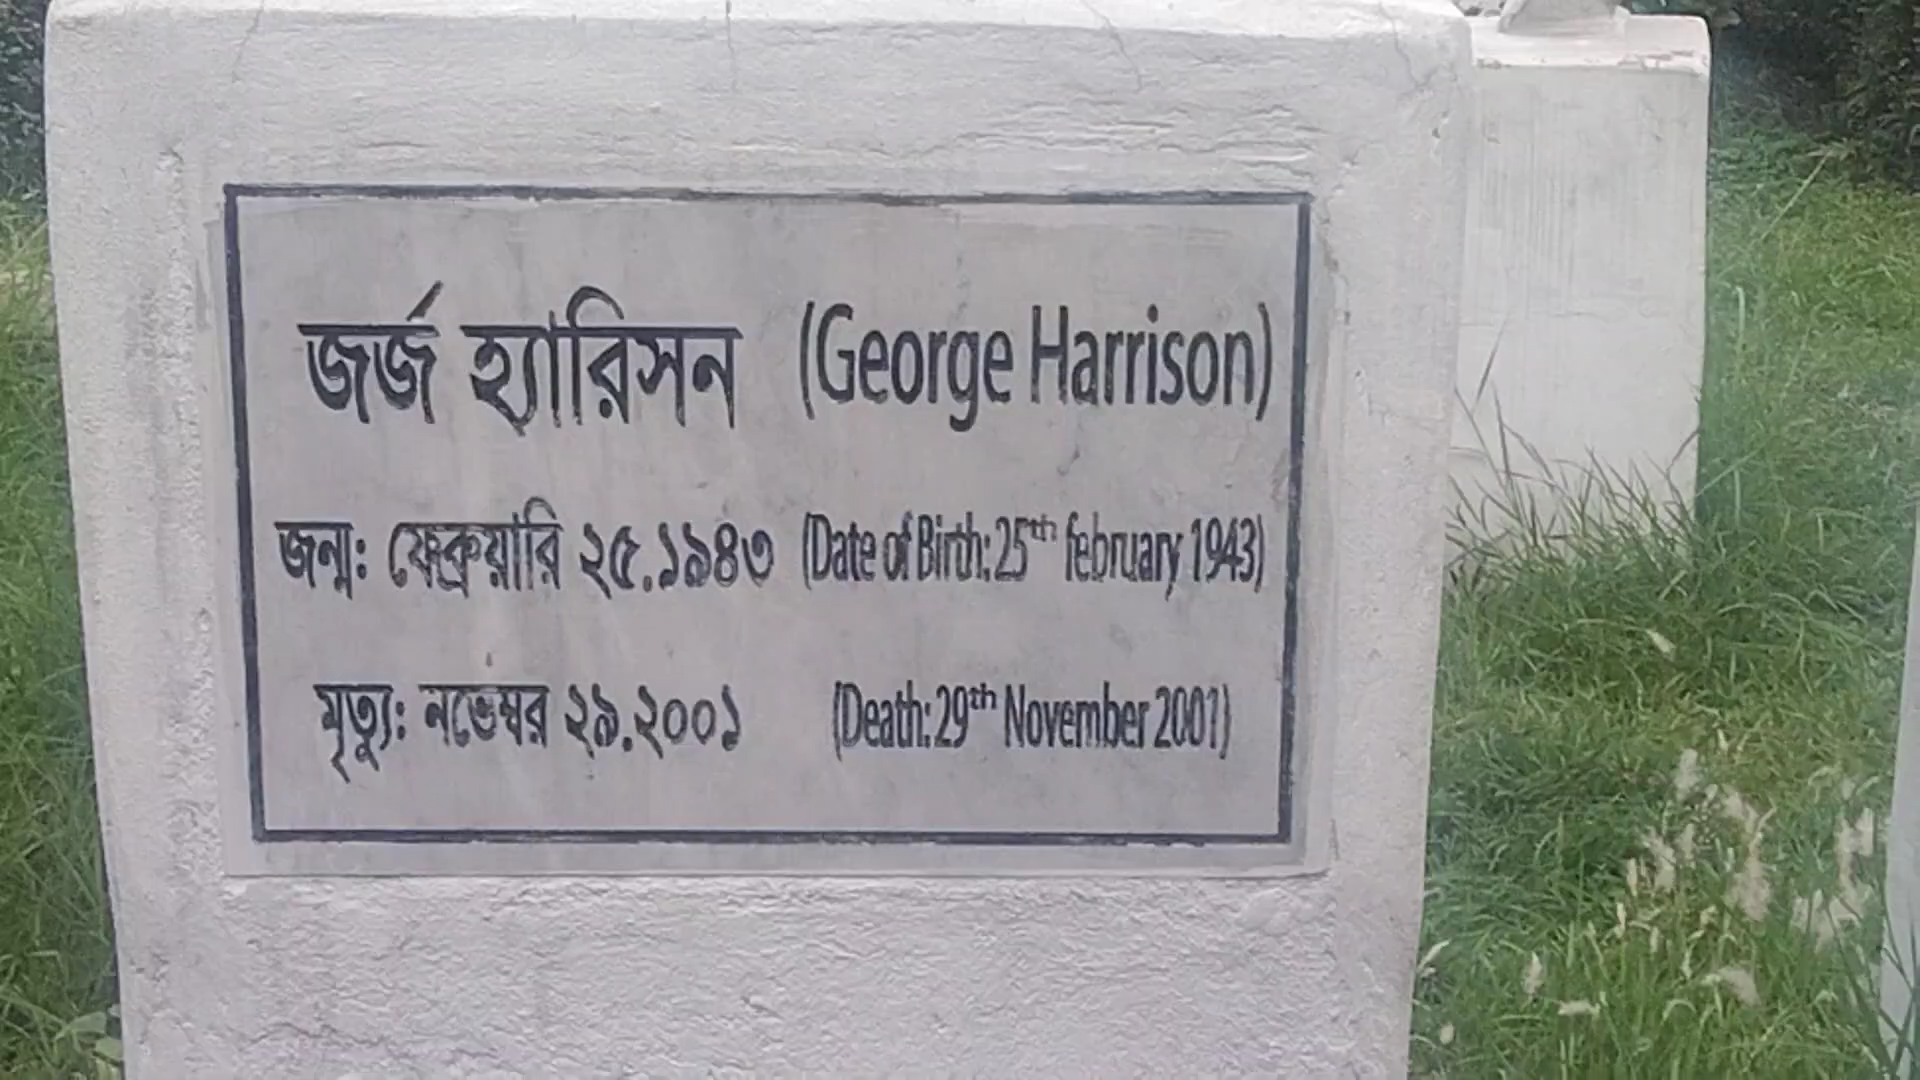 জর্জ হ্যারিসন (George Harrison)
জন্ম: ফেব্রুয়ারি ২৫.১৯৪৩ (Date of Birth: 25th february 1943)
মৃত্যু: নভেম্বর ২৯.২০০১ (Death: 29th November 2001)